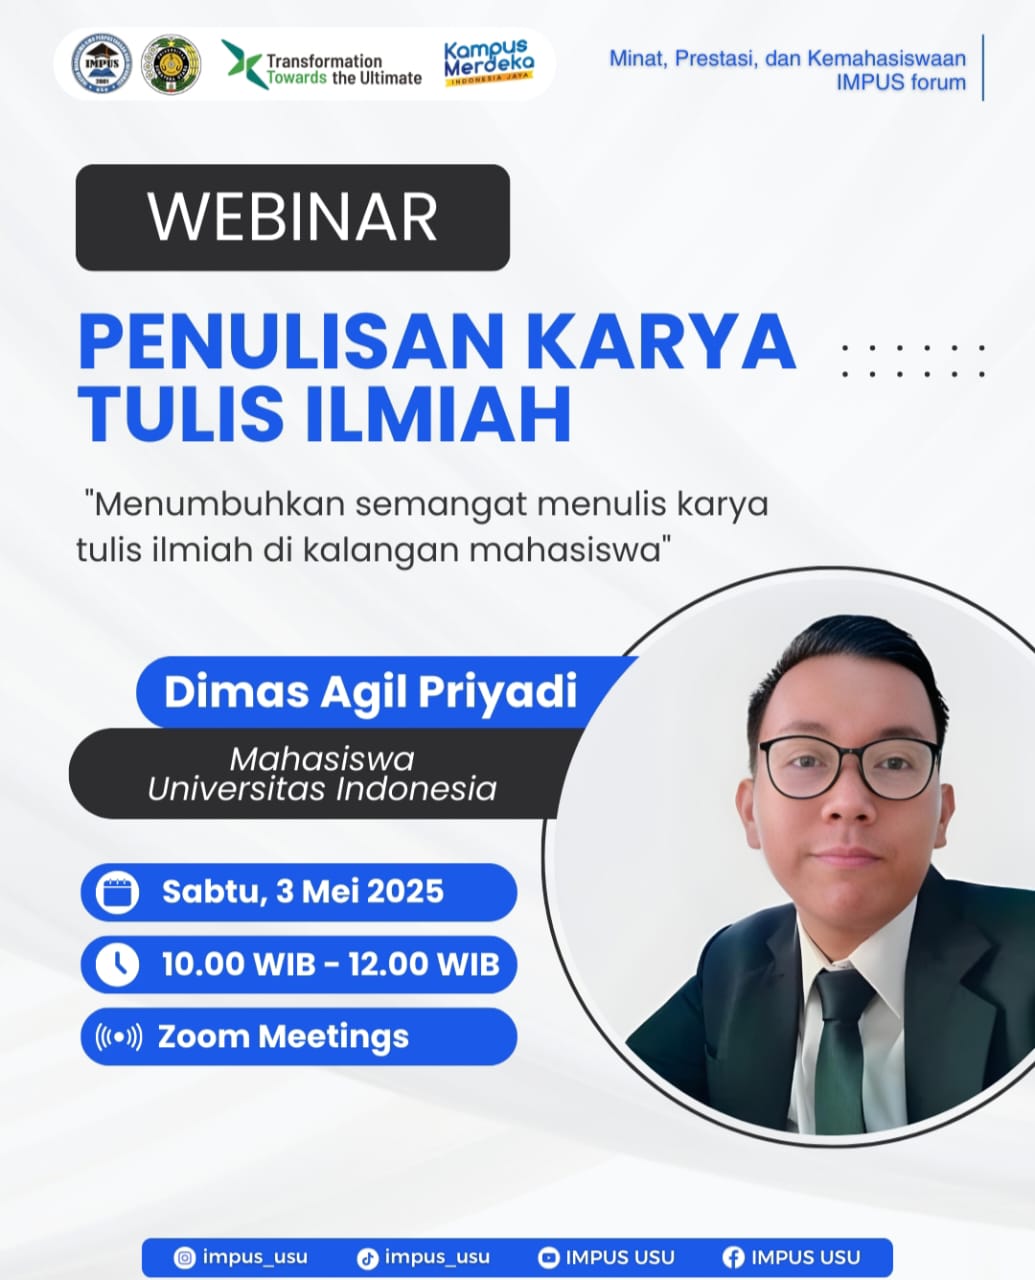 IMPUS
Transformation
Towards the Ultimate
Kampus
Merdeka
INDONESIA JAYA
Minat, Prestasi, dan Kemahasiswaan
IMPUS forum
WEBINAR
PENULISAN KARYA
TULIS ILMIAH
"Menumbuhkan semangat menulis karya
tulis ilmiah di kalangan mahasiswa"
Dimas Agil Priyadi
Mahasiswa
Universitas Indonesia
Sabtu, 3 Mei 2025
10.00 WIB - 12.00 WIB
Zoom Meetings
impus_usu
impus_usu
IMPUS USU
IMPUS USU